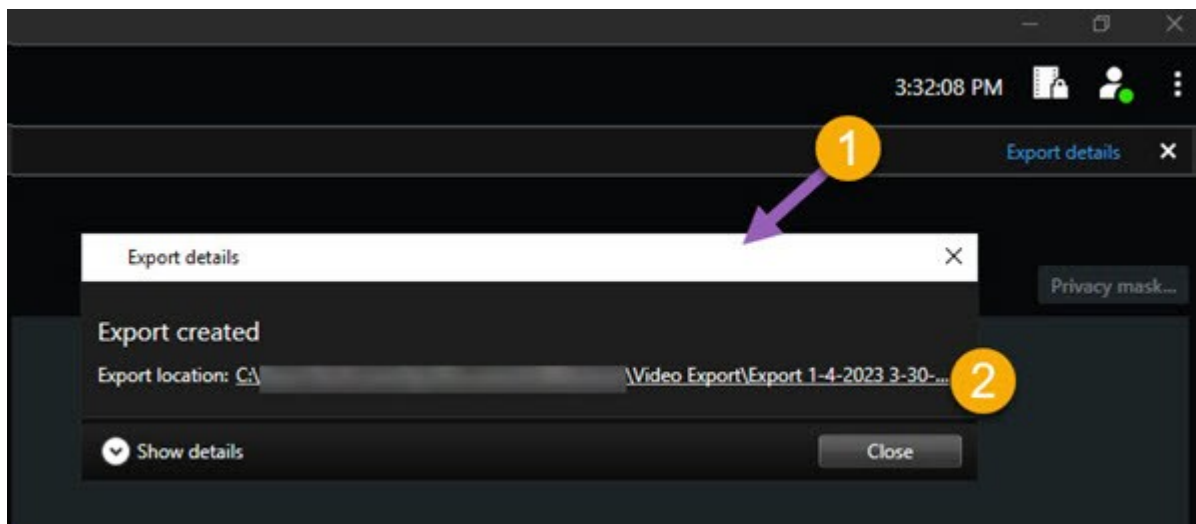 3:32:08 PM
1
Export details
Export details
Privacy mask...
Export created
Export location: C:\ \Video Export\Export 1-4-2023 3-30-...
2
Show details
Close